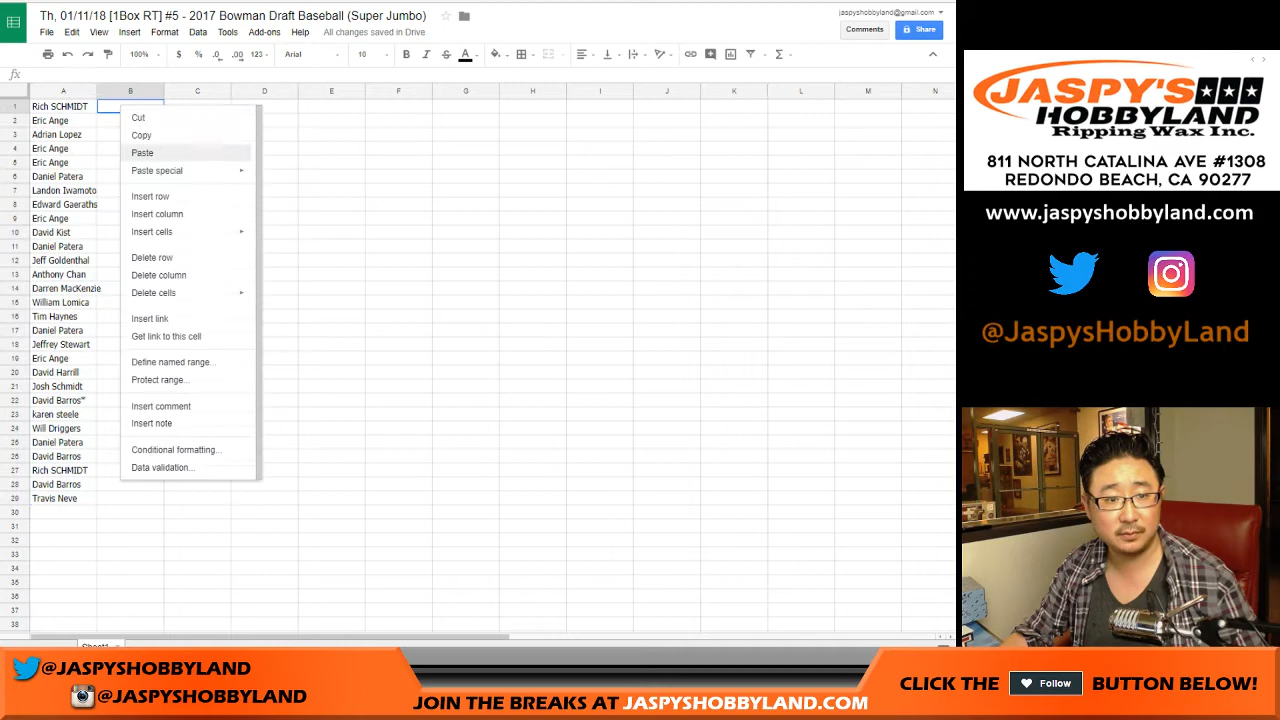 Th, 01/11/18 [1Box RT] #5 - 2017 Bowman Draft Baseball (Super Jumbo)
jaspyshobbyland@gmail.com
File Edit View Insert Format Data Tools Add-ons Help All changes saved in Drive
Comments
Share
100% $ % .0 .00 123 Arial 10 B I S A
fx
A B C D E F G H I J K L M N
1 Rich SCHMIDT
2 Eric Ange
3 Adrian Lopez
4 Eric Ange
5 Eric Ange
6 Daniel Patera
7 Landon Iwamoto
8 Edward Gaeraths
9 Eric Ange
10 David Kist
11 Daniel Patera
12 Jeff Goldenthal
13 Anthony Chan
14 Darren MacKenzie
15 William Lomica
16 Tim Haynes
17 Daniel Patera
18 Jeffrey Stewart
19 Eric Ange
20 David Harrill
21 Josh Schmidt
22 David Barros*
23 karen steele
24 Will Driggers
25 Daniel Patera
26 David Barros
27 Rich SCHMIDT
28 David Barros
29 Travis Neve
30
31
32
33
34
35
36
37
38
Cut
Copy
Paste
Paste special
Insert row
Insert column
Insert cells
Delete row
Delete column
Delete cells
Insert link
Get link to this cell
Define named range...
Protect range...
Insert comment
Insert note
Conditional formatting...
Data validation...
Sheet1
JASPY'S
HOBBYLAND
Ripping Wax Inc.
811 NORTH CATALINA AVE #1308
REDONDO BEACH, CA 90277
www.jaspyshobbyland.com
@JaspysHobbyLand
@JASPYSHOBBYLAND
@JASPYSHOBBYLAND
JOIN THE BREAKS AT JASPYSHOBBYLAND.COM
CLICK THE Follow BUTTON BELOW!